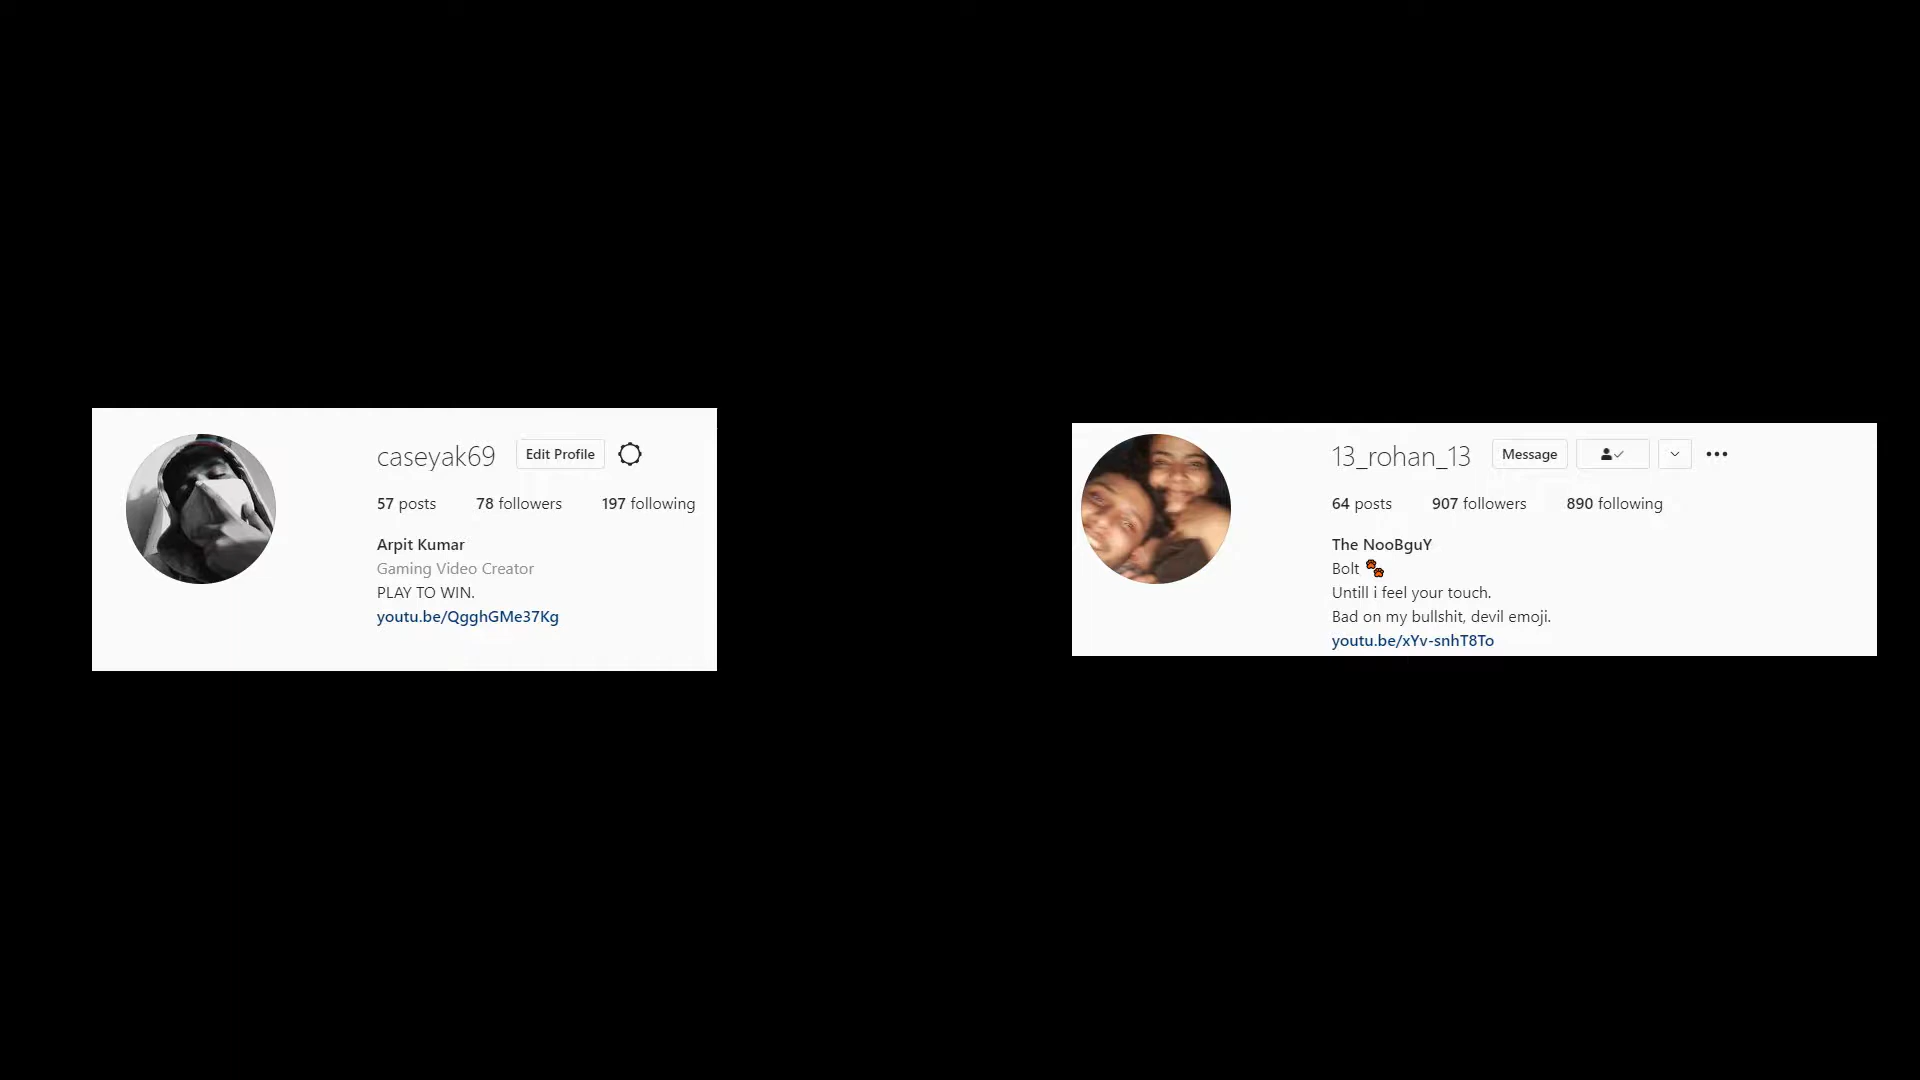 caseyak69 Edit Profile
57 posts 78 followers 197 following
Arpit Kumar
Gaming Video Creator
PLAY TO WIN.
youtu.be/QgghGMe37Kg
13_rohan_13 Message
64 posts 907 followers 890 following
The NooBguY
Bolt 🐾
Untill i feel your touch.
Bad on my bullshit, devil emoji.
youtu.be/xYv-snhT8To